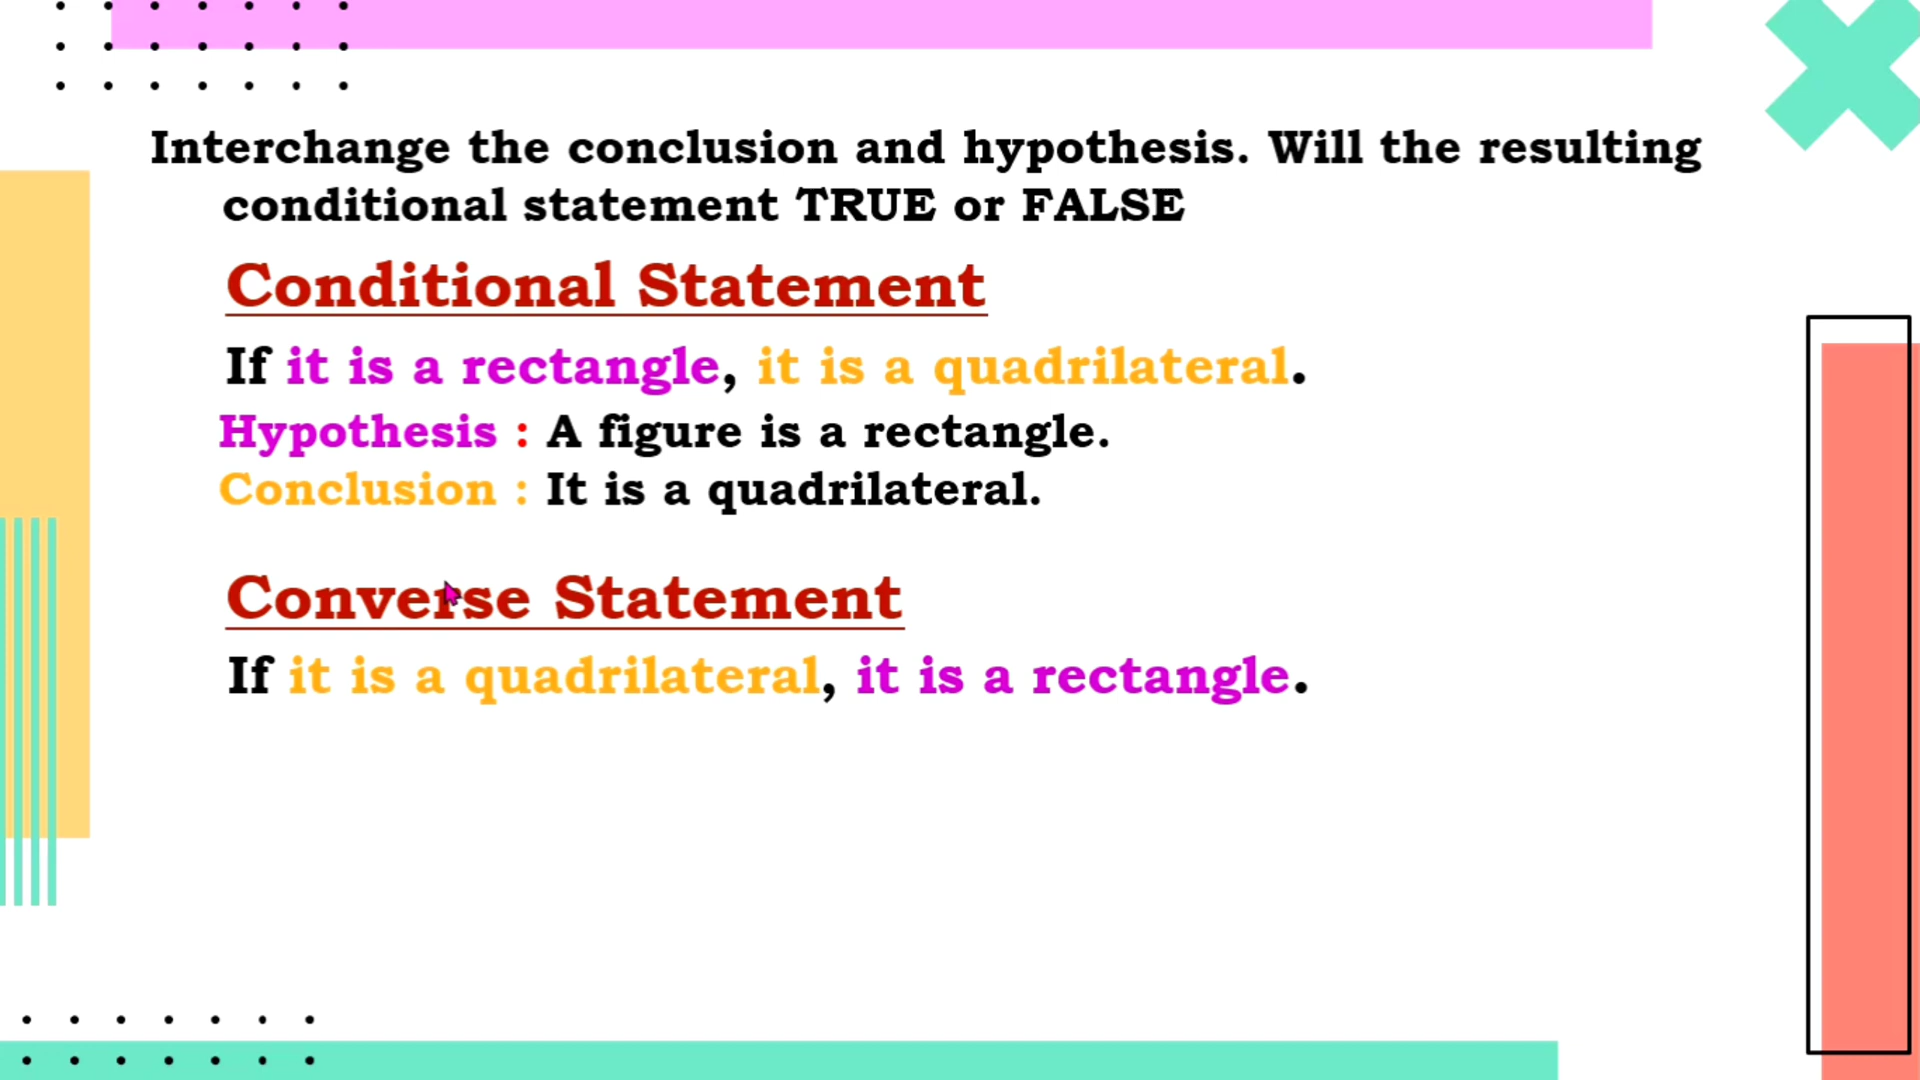 Interchange the conclusion and hypothesis. Will the resulting
conditional statement TRUE or FALSE
Conditional Statement
If it is a rectangle, it is a quadrilateral.
Hypothesis : A figure is a rectangle.
Conclusion : It is a quadrilateral.
Converse Statement
If it is a quadrilateral, it is a rectangle.